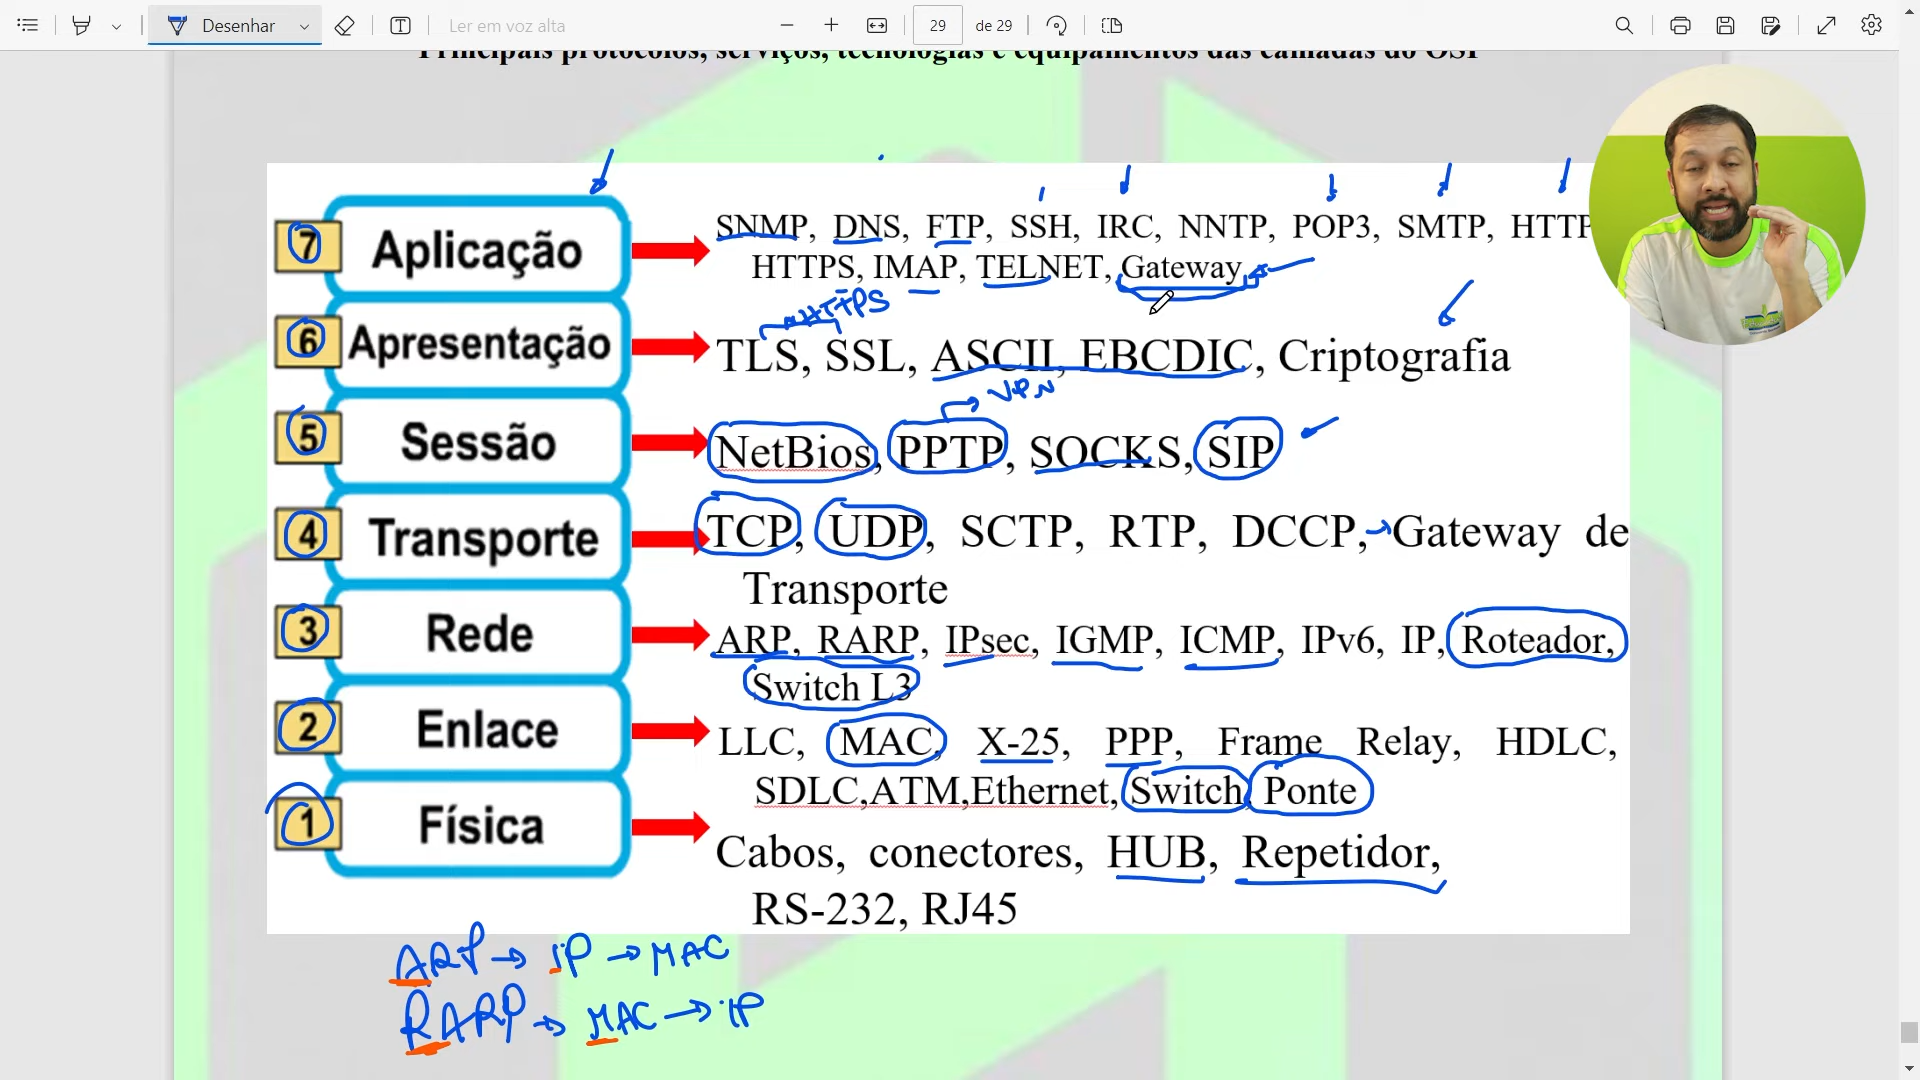 Desenhar
Ler em voz alta
29
de 29
Principais protocolos, serviços, tecnologias e equipamentos das camadas do OSI
7 Aplicação
SNMP, DNS, FTP, SSH, IRC, NNTP, POP3, SMTP, HTTP
HTTPS, IMAP, TELNET, Gateway
HTTPS
6 Apresentação
TLS, SSL, ASCII, EBCDIC, Criptografia
VPN
5 Sessão
NetBios, PPTP, SOCKS, SIP
4 Transporte
TCP, UDP, SCTP, RTP, DCCP, Gateway de
Transporte
3 Rede
ARP, RARP, IPsec, IGMP, ICMP, IPv6, IP, Roteador,
Switch L3
2 Enlace
LLC, MAC, X-25, PPP, Frame Relay, HDLC,
SDLC,ATM,Ethernet, Switch, Ponte
1 Física
Cabos, conectores, HUB, Repetidor,
RS-232, RJ45
ARP → IP → MAC
RARP → MAC → IP